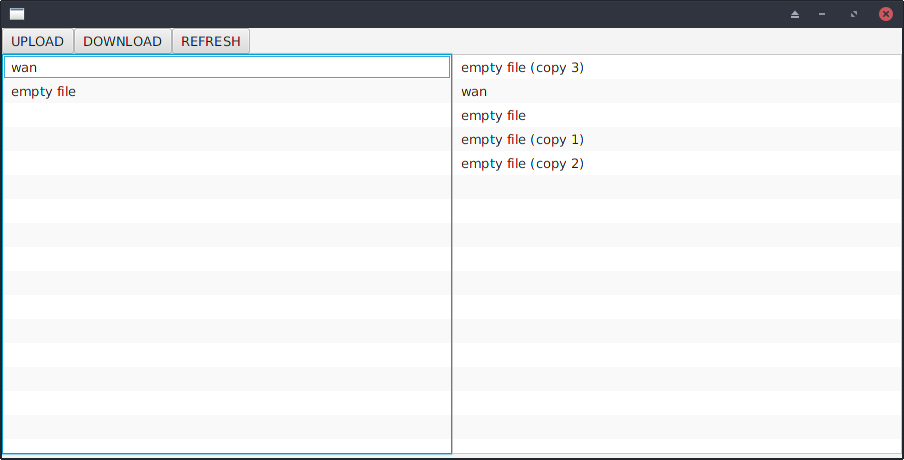 UPLOAD DOWNLOAD REFRESH
wan
empty file
empty file (copy 3)
wan
empty file
empty file (copy 1)
empty file (copy 2)